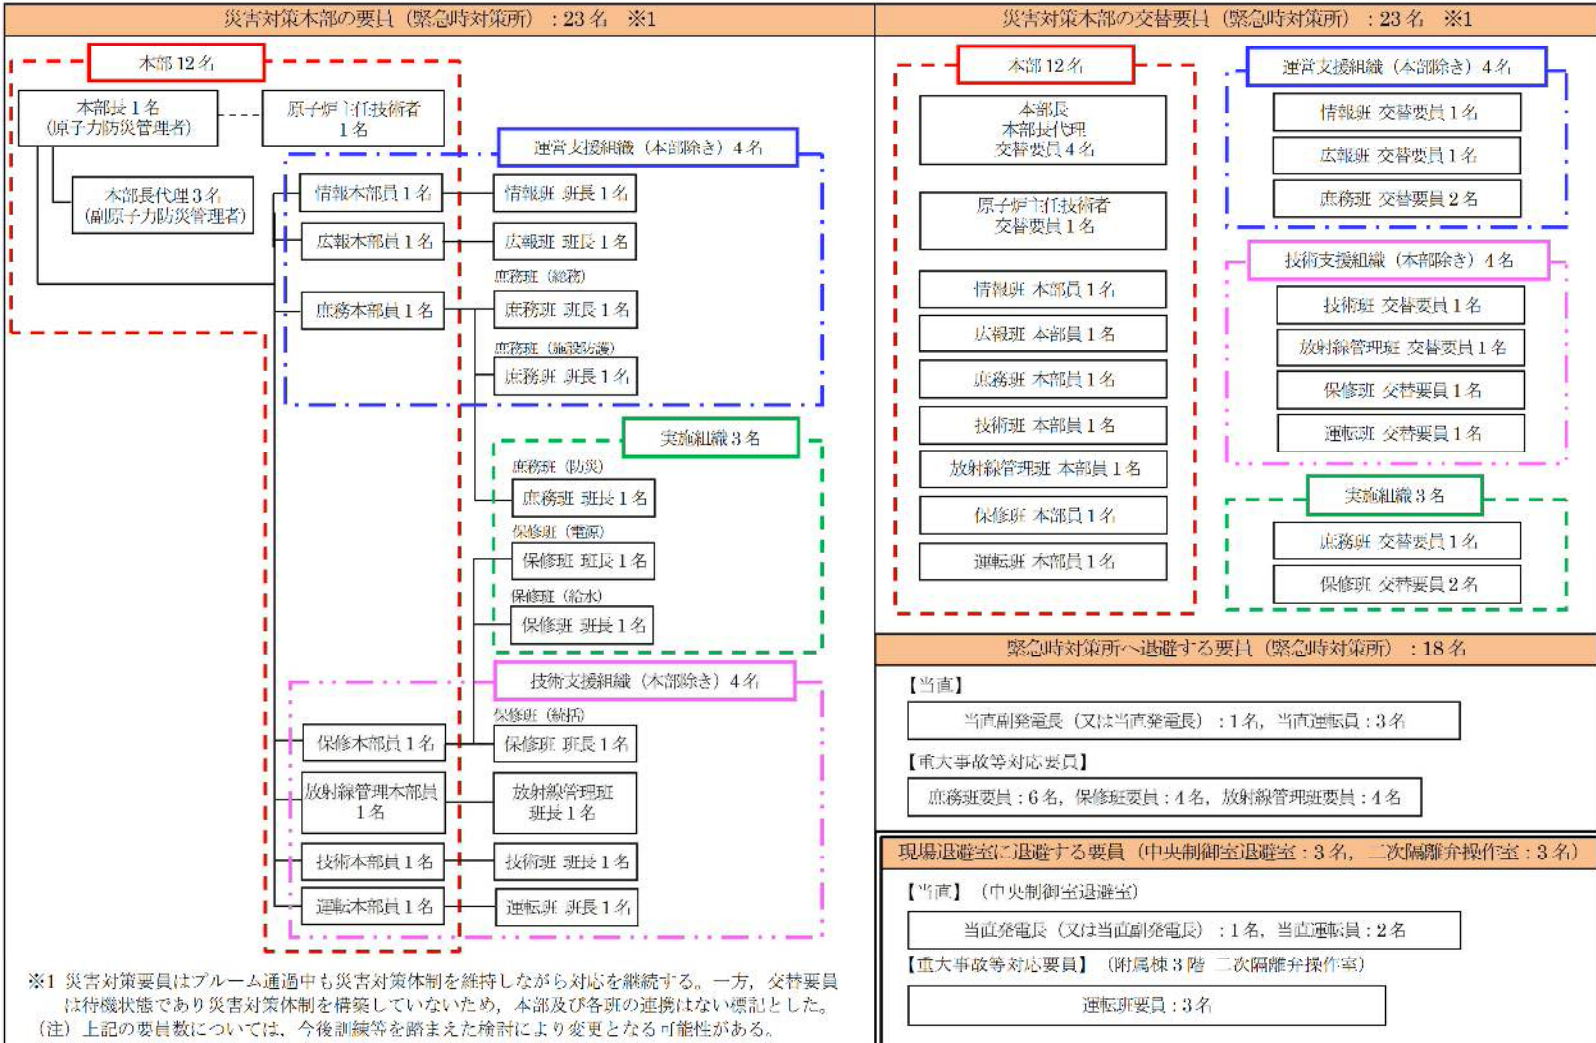 災害対策本部の要員（緊急時対策所）：23名　※1
本部12名
本部長1名
(原子力防災管理者)
原子炉主任技術者
1名
本部長代理3名
(副原子力防災管理者)
運営支援組織（本部除き）4名
情報本部員1名
情報班 班長1名
広報本部員1名
広報班 班長1名
庶務班（総務）
庶務本部員1名
庶務班 班長1名
庶務班（施設防護）
庶務班 班長1名
実施組織3名
庶務班（防災）
庶務班 班長1名
保修班（電源）
保修班 班長1名
保修班（給水）
保修班 班長1名
技術支援組織（本部除き）4名
保修班（統括）
保修本部員1名
保修班 班長1名
放射線管理本部員
1名
放射線管理班
班長1名
技術本部員1名
技術班 班長1名
運転本部員1名
運転班 班長1名
※1 災害対策要員はプルーム通過中も災害対策体制を維持しながら対応を継続する。一方，交替要員
は待機状態であり災害対策体制を構築していないため，本部及び各班の連携はない標記とした。
（注）上記の要員数については、今後訓練等を踏まえた検討により変更となる可能性がある。
災害対策本部の交替要員（緊急時対策所）：23名　※1
本部12名
本部長
本部長代理
交替要員4名
原子炉主任技術者
交替要員1名
情報班 本部員1名
広報班 本部員1名
庶務班 本部員1名
技術班 本部員1名
放射線管理班 本部員1名
保修班 本部員1名
運転班 本部員1名
運営支援組織（本部除き）4名
情報班 交替要員1名
広報班 交替要員1名
庶務班 交替要員2名
技術支援組織（本部除き）4名
技術班 交替要員1名
放射線管理班 交替要員1名
保修班 交替要員1名
運転班 交替要員1名
実施組織3名
庶務班 交替要員1名
保修班 交替要員2名
緊急時対策所へ退避する要員（緊急時対策所）：18名
【当直】
当直副発電長（又は当直発電長）：1名，当直運転員：3名
【重大事故等対応要員】
庶務班要員：6名，保修班要員：4名，放射線管理班要員：4名
現場退避室に退避する要員（中央制御室退避室：3名，二次隔離弁操作室：3名）
【当直】（中央制御室退避室）
当直発電長（又は当直副発電長）：1名，当直運転員：2名
【重大事故等対応要員】（附属棟3階 二次隔離弁操作室）
運転班要員：3名